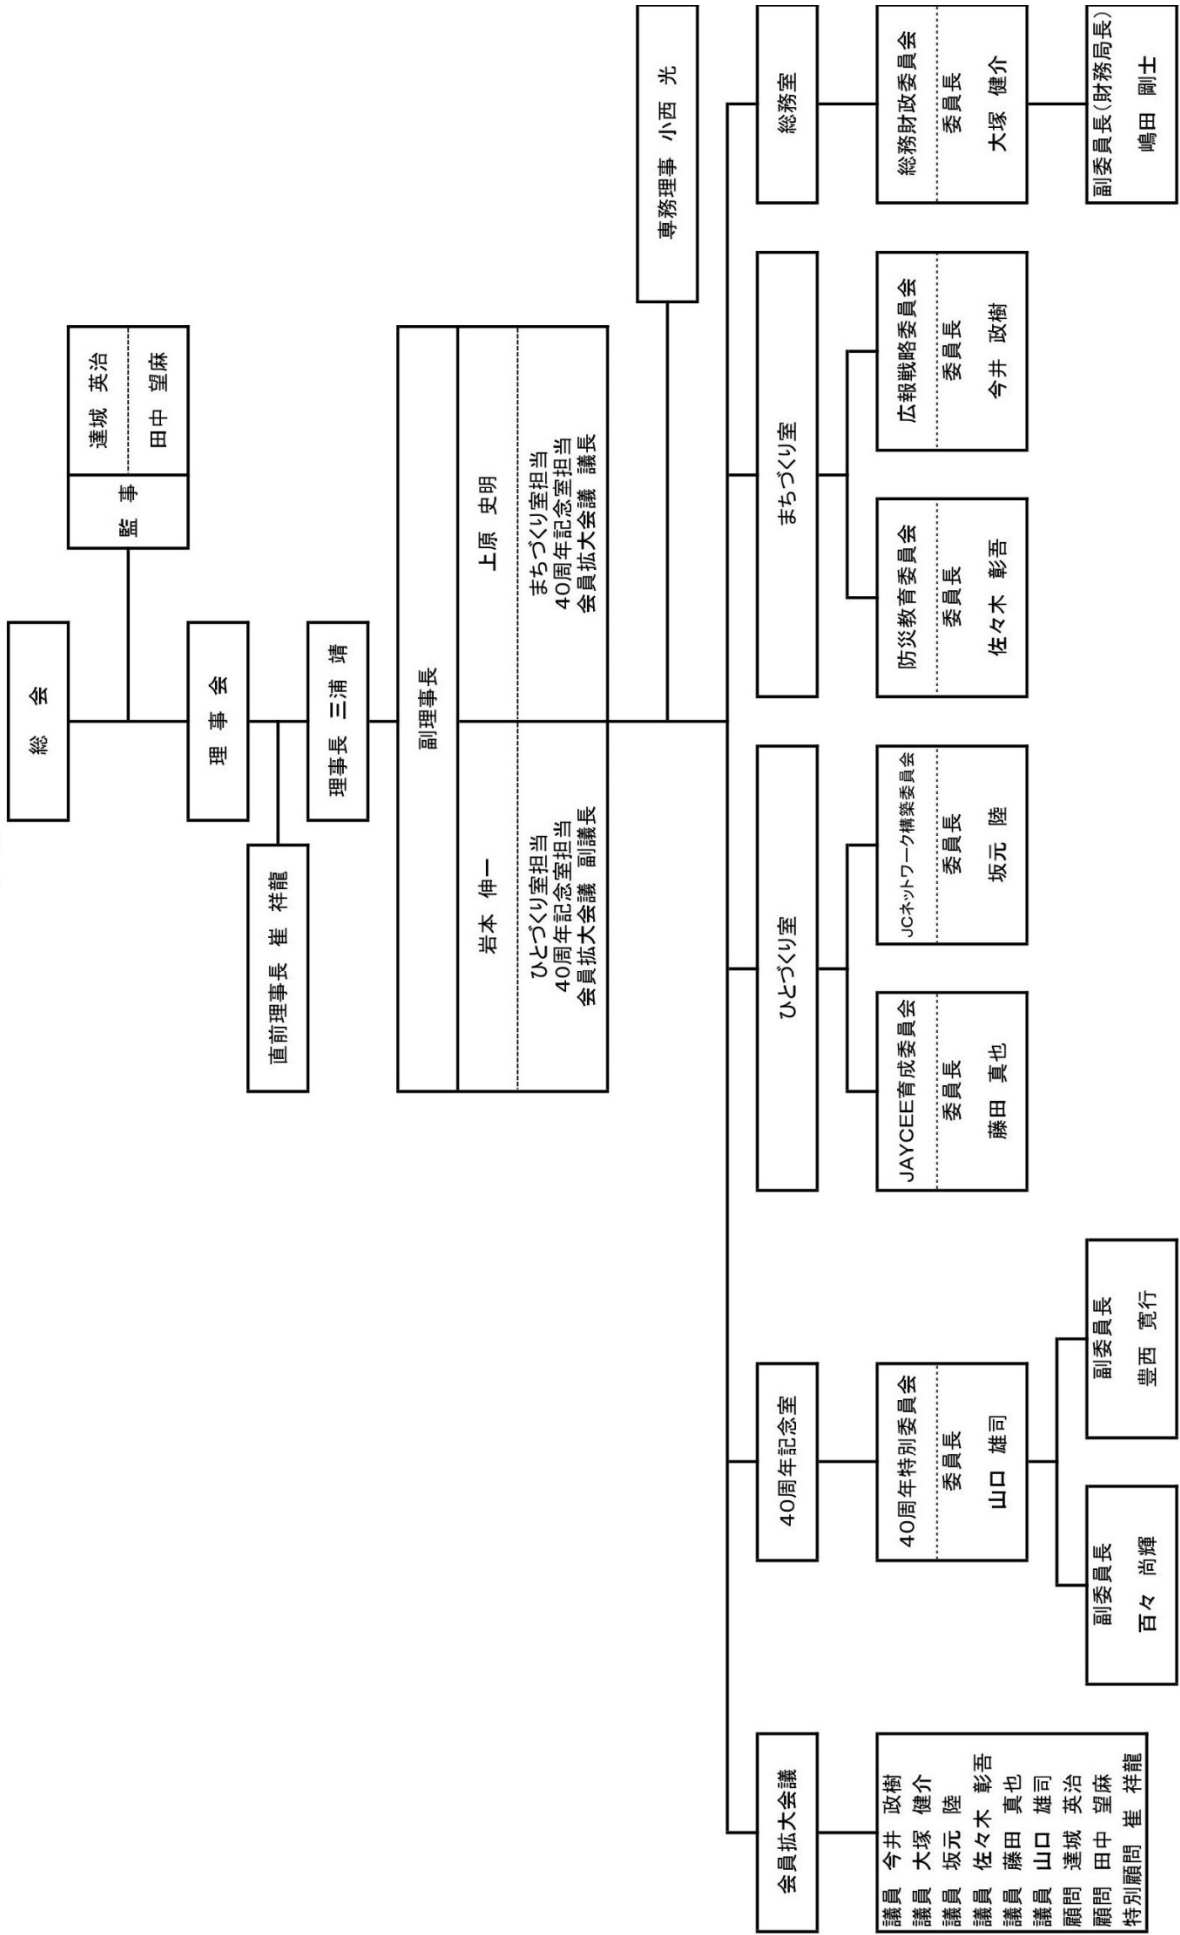 総　会
監　事
達城　英治
田中　望麻
理　事　会
直前理事長　崔　祥龍
理事長　三浦　靖
副理事長
岩本　伸一
ひとづくり室担当
40周年記念室担当
会員拡大会議　副議長
上原　史明
まちづくり室担当
40周年記念室担当
会員拡大会議　議長
専務理事　小西　光
会員拡大会議
議員　今井　政樹
議員　大塚　健介
議員　坂元　陸
議員　佐々木　彰吾
議員　藤田　真也
議員　山口　雄司
顧問　達城　英治
顧問　田中　望麻
特別顧問　崔　祥龍
40周年記念室
40周年特別委員会
委員長
山口　雄司
副委員長
百々　尚輝
副委員長
豊西　寛行
ひとづくり室
JAYCEE育成委員会
委員長
藤田　真也
JCネットワーク構築委員会
委員長
坂元　陸
まちづくり室
防災教育委員会
委員長
佐々木　彰吾
広報戦略委員会
委員長
今井　政樹
総務室
総務財政委員会
委員長
大塚　健介
副委員長(財務局長)
嶋田　剛士